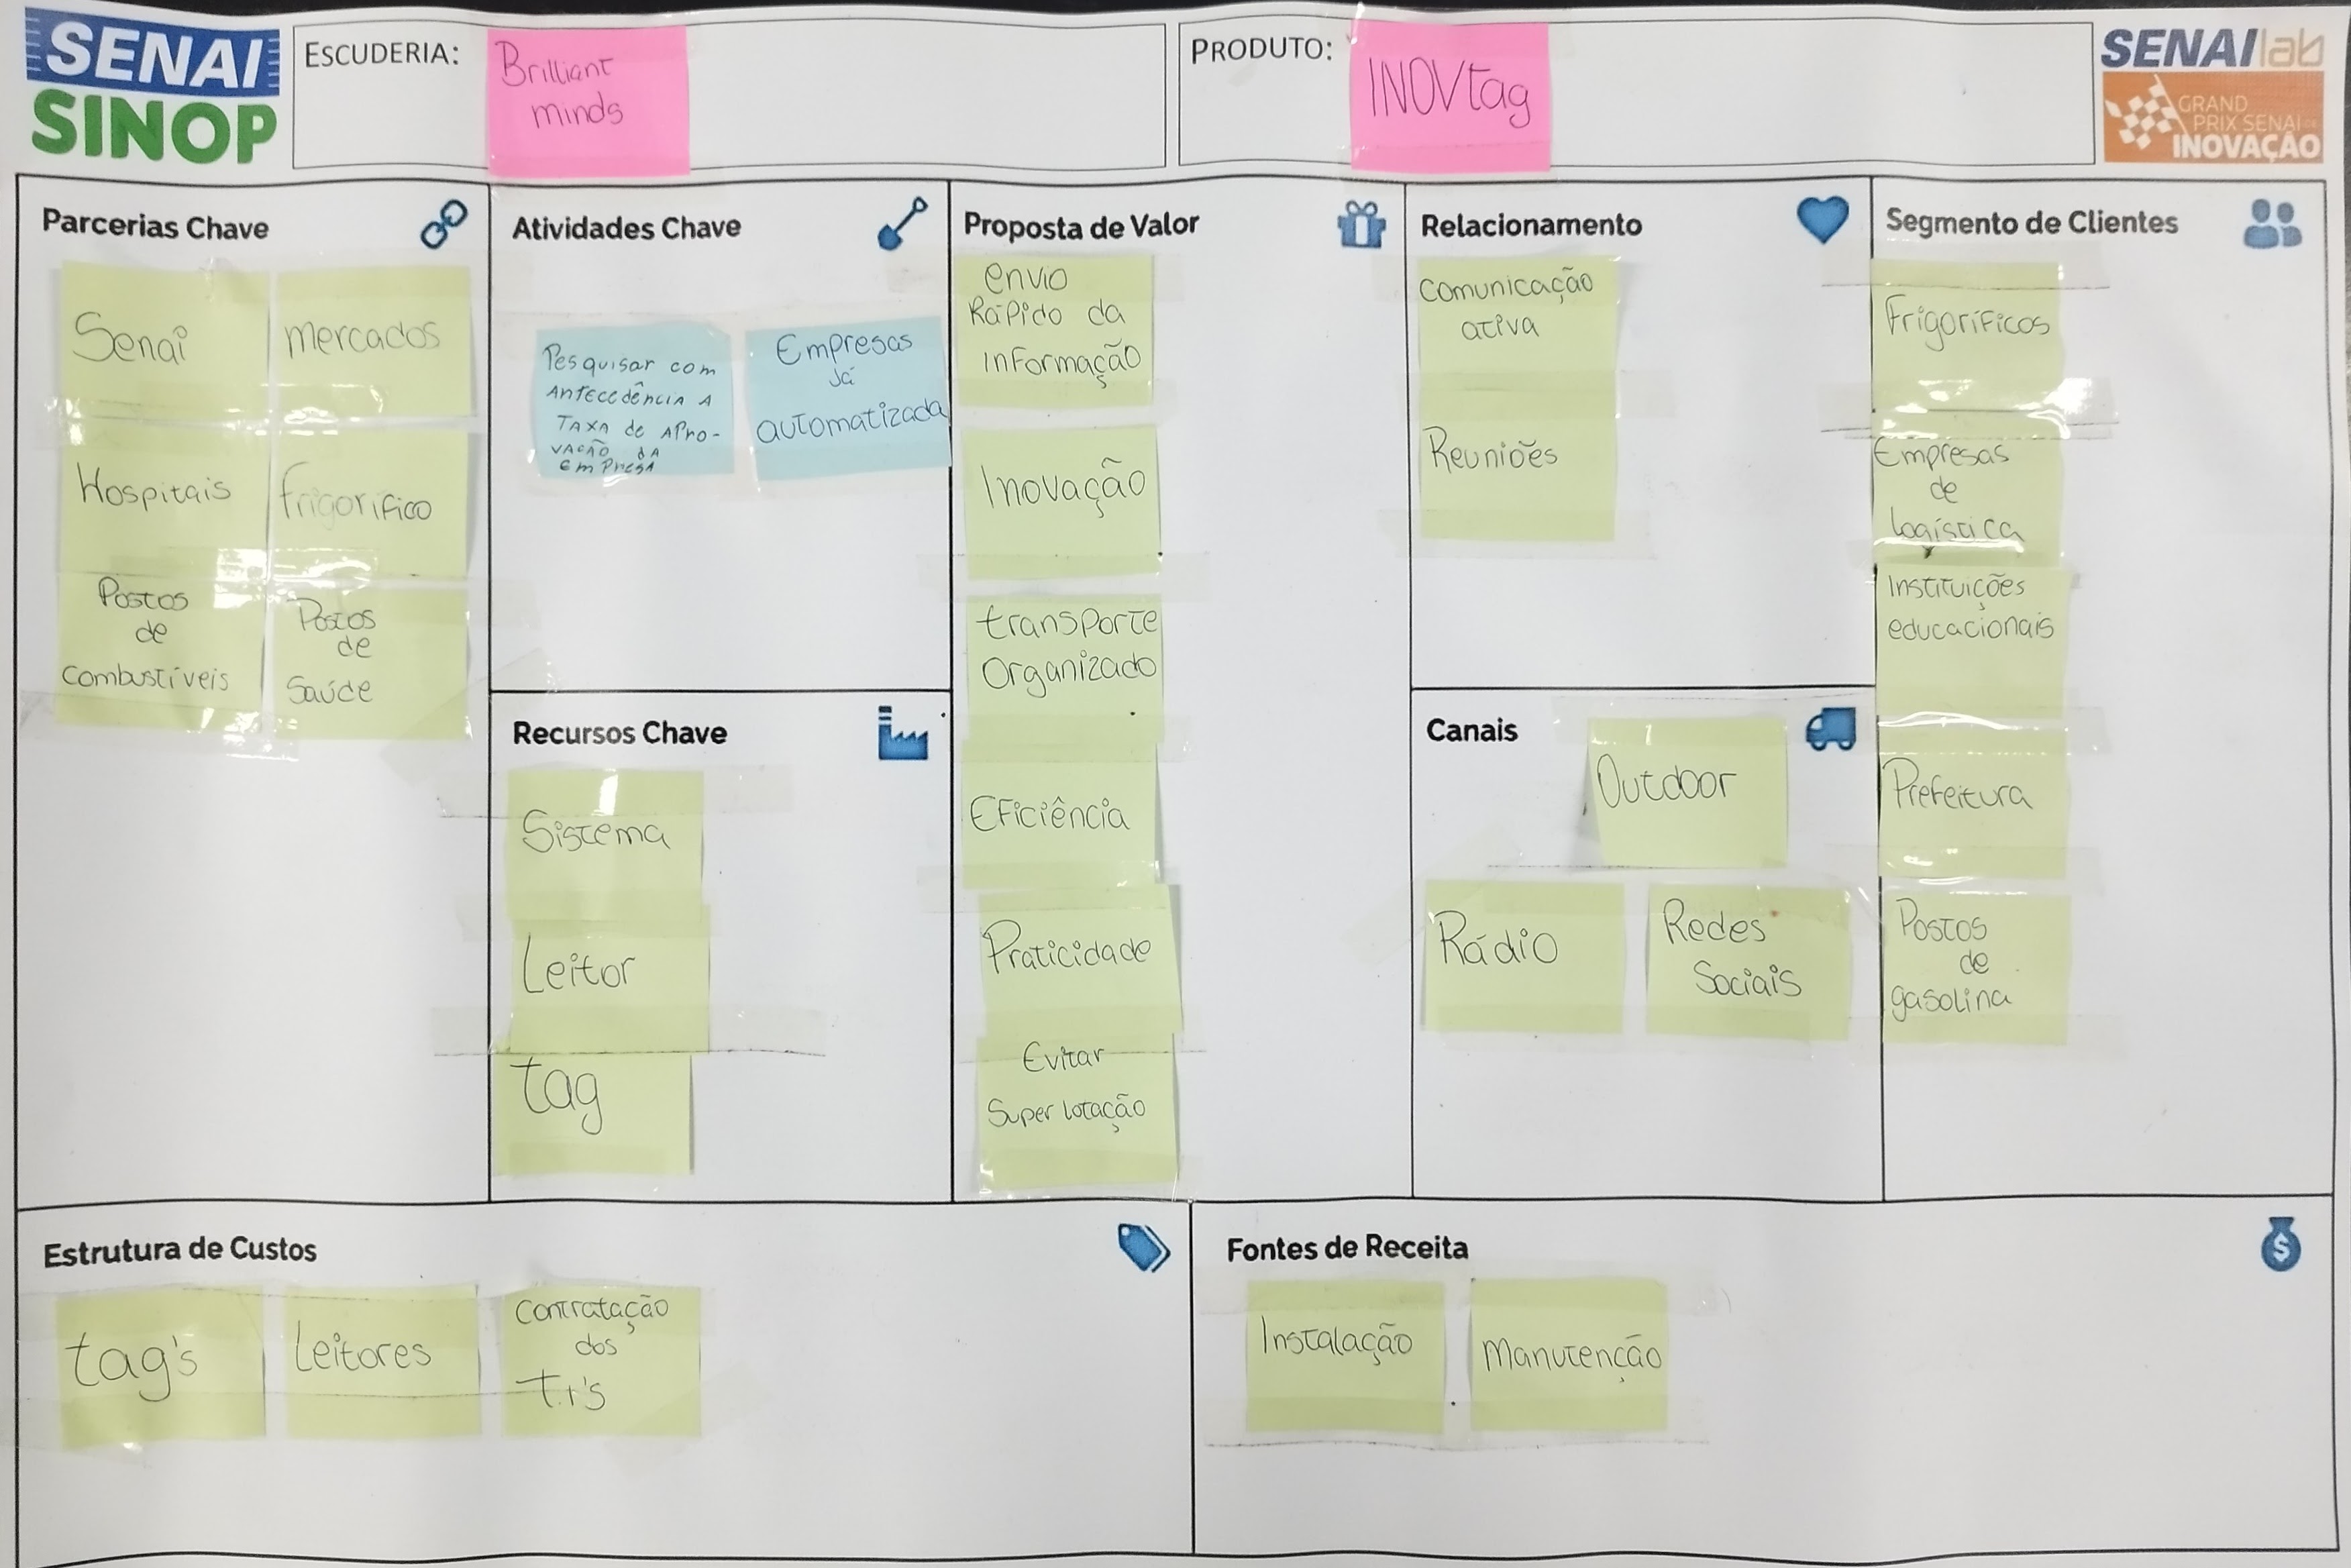 SENAI
SINOP
ESCUDERIA:
Brilliant
minds
PRODUTO:
INOVtag
SENAIlab
GRAND
PRIX SENAI DE
INOVAÇÃO
Parcerias Chave
Senai
mercados
Hospitais
frigorifico
Postos
de
combustíveis
Postos
de
Saúde
Atividades Chave
Pesquisar com
Antecedência A
TAXA de APro-
VAÇÃO DA
EmPresA
Empresas
Já
automatizada
Recursos Chave
Sistema
Leitor
tag
Proposta de Valor
envio
Rápido da
informação
Inovação
transporte
Organizado
Eficiência
Praticidade
Evitar
Super lotação
Relacionamento
comunicação
ativa
Reuniões
Canais
Outdoor
Rádio
Redes
Sociais
Segmento de Clientes
Frigoríficos
Empresas
de
logística
Instituições
educacionais
Prefeitura
Postos
de
gasolina
Estrutura de Custos
tag's
Leitores
Contratação
dos
T.I's
Fontes de Receita
Instalação
Manutenção